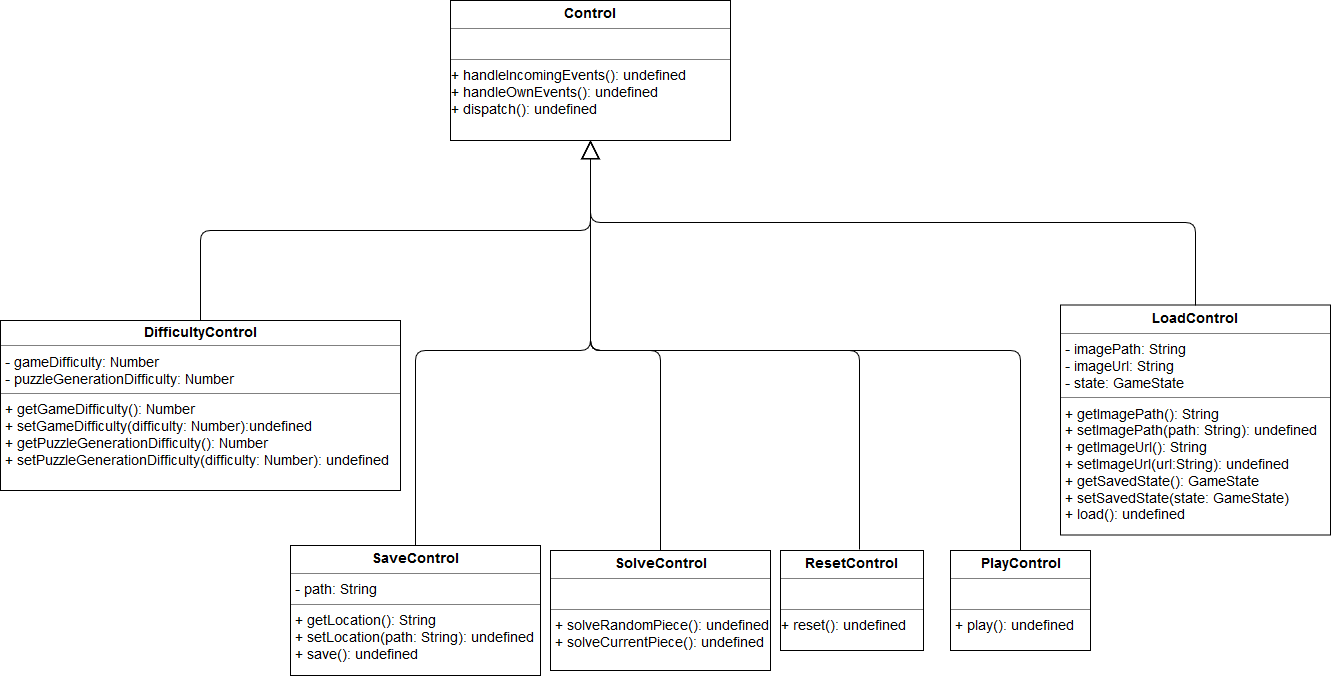 Control
+ handleIncomingEvents(): undefined
+ handleOwnEvents(): undefined
+ dispatch(): undefined
DifficultyControl
- gameDifficulty: Number
- puzzleGenerationDifficulty: Number
+ getGameDifficulty(): Number
+ setGameDifficulty(difficulty: Number):undefined
+ getPuzzleGenerationDifficulty(): Number
+ setPuzzleGenerationDifficulty(difficulty: Number): undefined
LoadControl
- imagePath: String
- imageUrl: String
- state: GameState
+ getImagePath(): String
+ setImagePath(path: String): undefined
+ getImageUrl(): String
+ setImageUrl(url:String): undefined
+ getSavedState(): GameState
+ setSavedState(state: GameState)
+ load(): undefined
SaveControl
- path: String
+ getLocation(): String
+ setLocation(path: String): undefined
+ save(): undefined
SolveControl
+ solveRandomPiece(): undefined
+ solveCurrentPiece(): undefined
ResetControl
+ reset(): undefined
PlayControl
+ play(): undefined